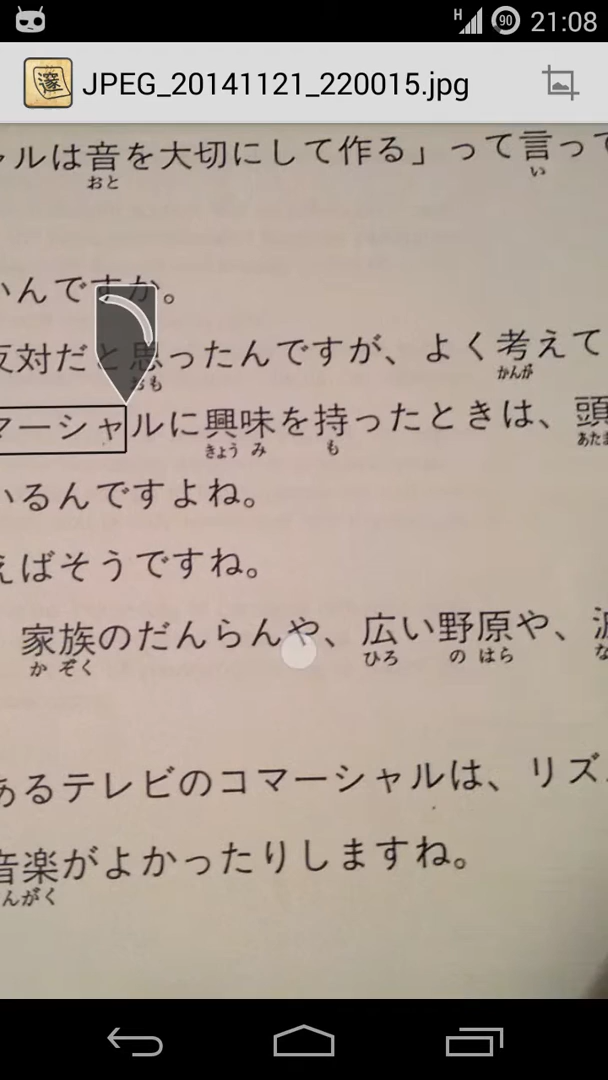 H 90 21:08
JPEG_20141121_220015.jpg
ルは音を大切にして作る」って言って
おと い
いんですか。
反対だと思ったんですが、よく考えて
おも かんが
マーシャルに興味を持ったときは、頭
きょう み も あたま
いるんですよね。
えばそうですね。
家族のだんらんや、広い野原や、
か ぞく ひろ の はら
あるテレビのコマーシャルは、リズ
音楽がよかったりしますね。
んがく